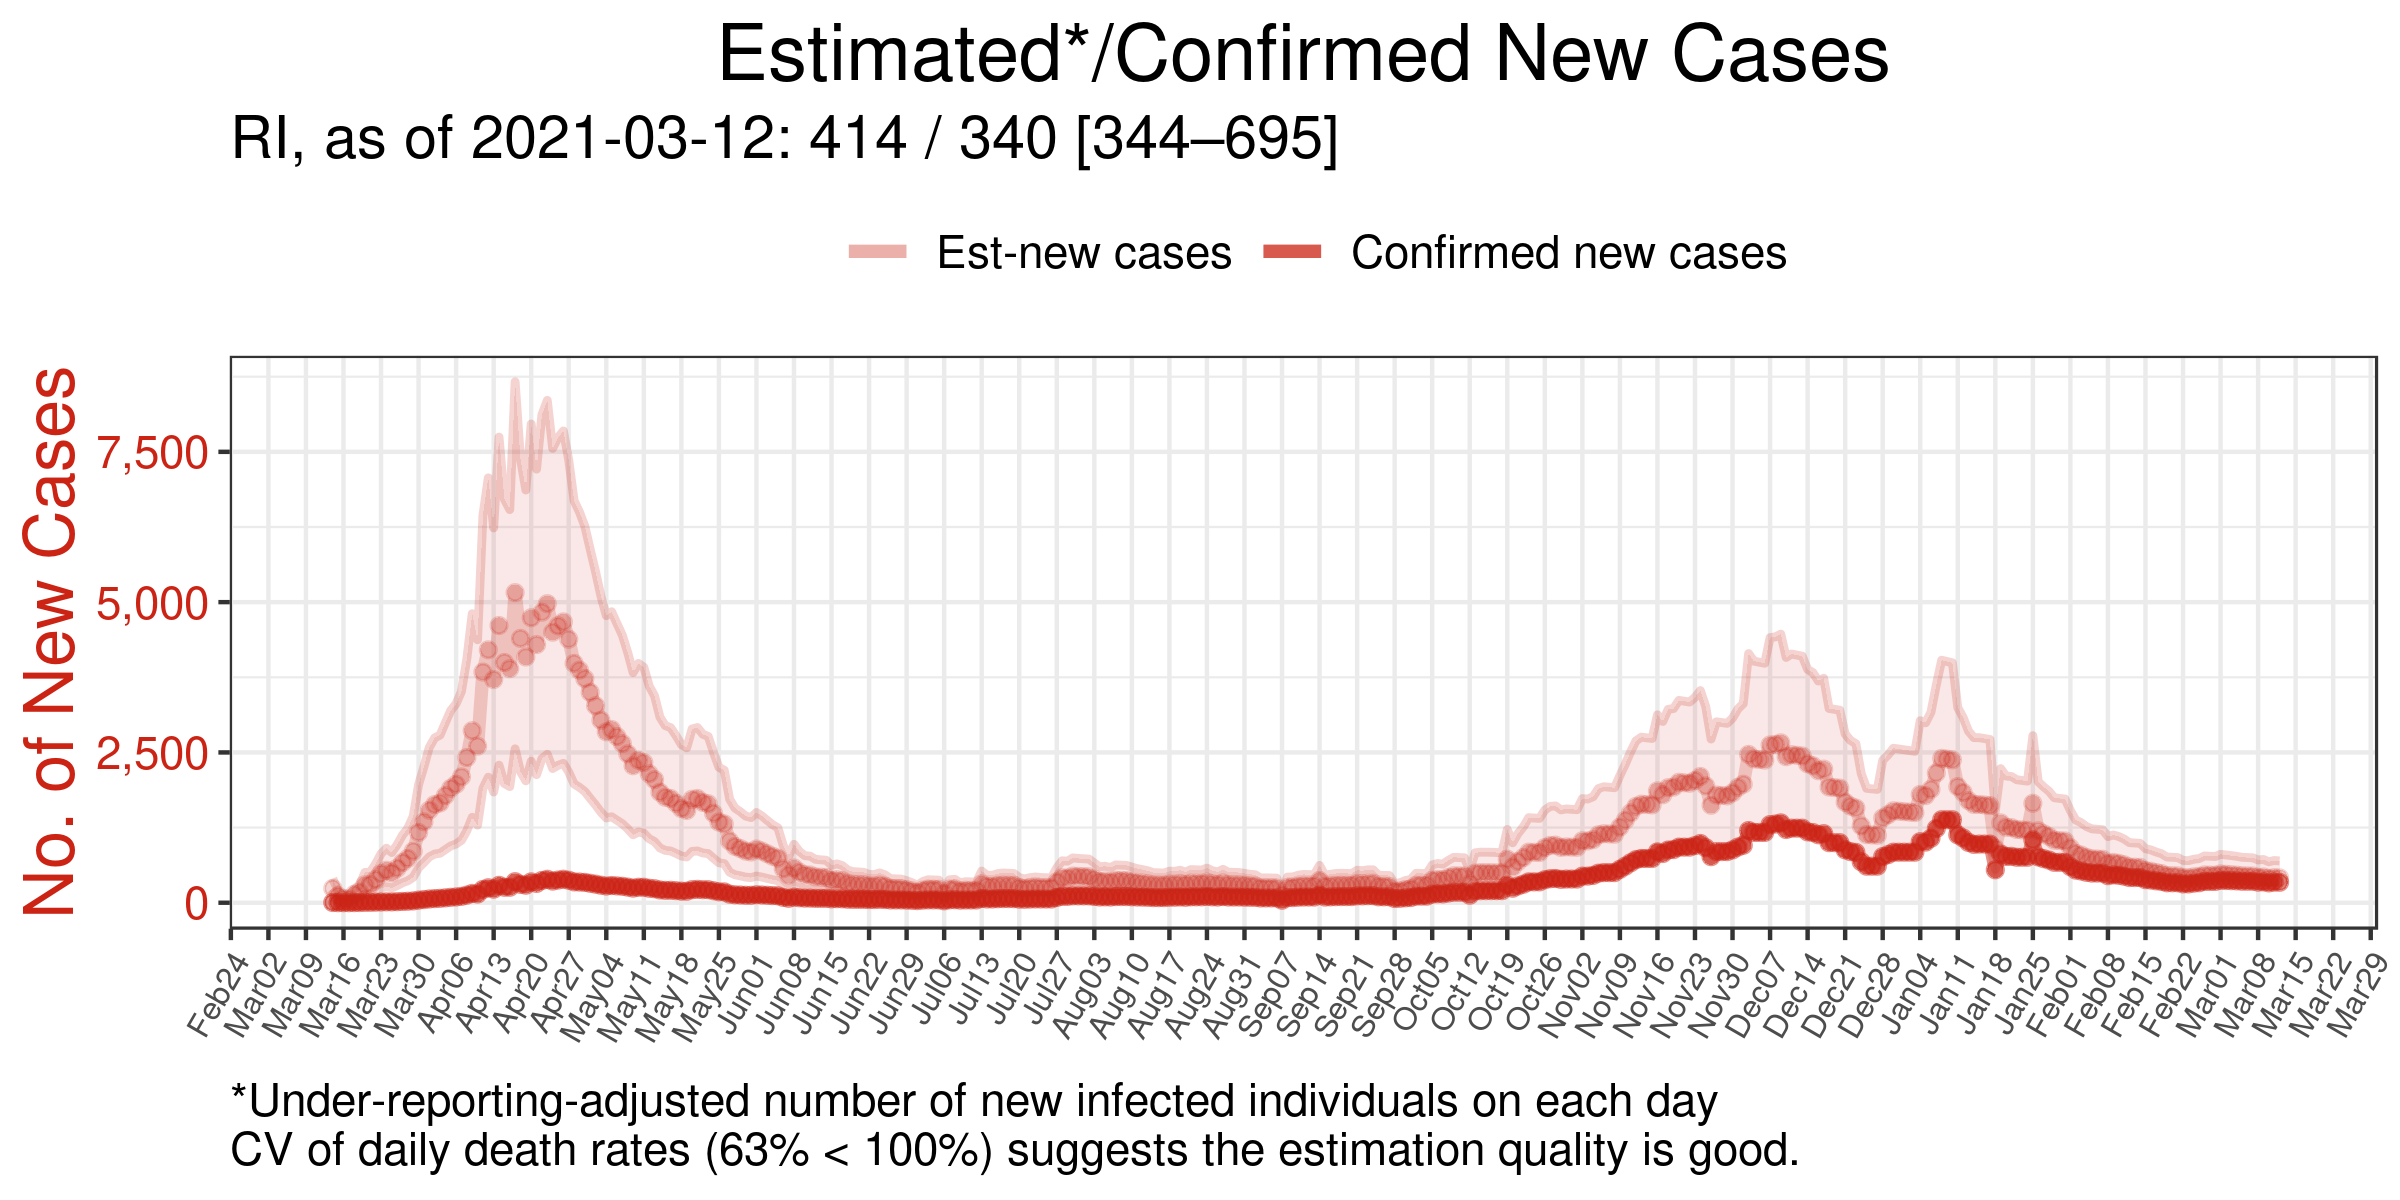 Estimated*/Confirmed New Cases
RI, as of 2021-03-12: 414 / 340 [344–695]
Est-new cases Confirmed new cases
No. of New Cases
7,500
5,000
2,500
0
Feb24 Mar02 Mar09 Mar16 Mar23 Mar30 Apr06 Apr13 Apr20 Apr27 May04 May11 May18 May25 Jun01 Jun08 Jun15 Jun22 Jun29 Jul06 Jul13 Jul20 Jul27 Aug03 Aug10 Aug17 Aug24 Aug31 Sep07 Sep14 Sep21 Sep28 Oct05 Oct12 Oct19 Oct26 Nov02 Nov09 Nov16 Nov23 Nov30 Dec07 Dec14 Dec21 Dec28 Jan04 Jan11 Jan18 Jan25 Feb01 Feb08 Feb15 Feb22 Mar01 Mar08 Mar15 Mar22 Mar29
*Under-reporting-adjusted number of new infected individuals on each day
CV of daily death rates (63% < 100%) suggests the estimation quality is good.